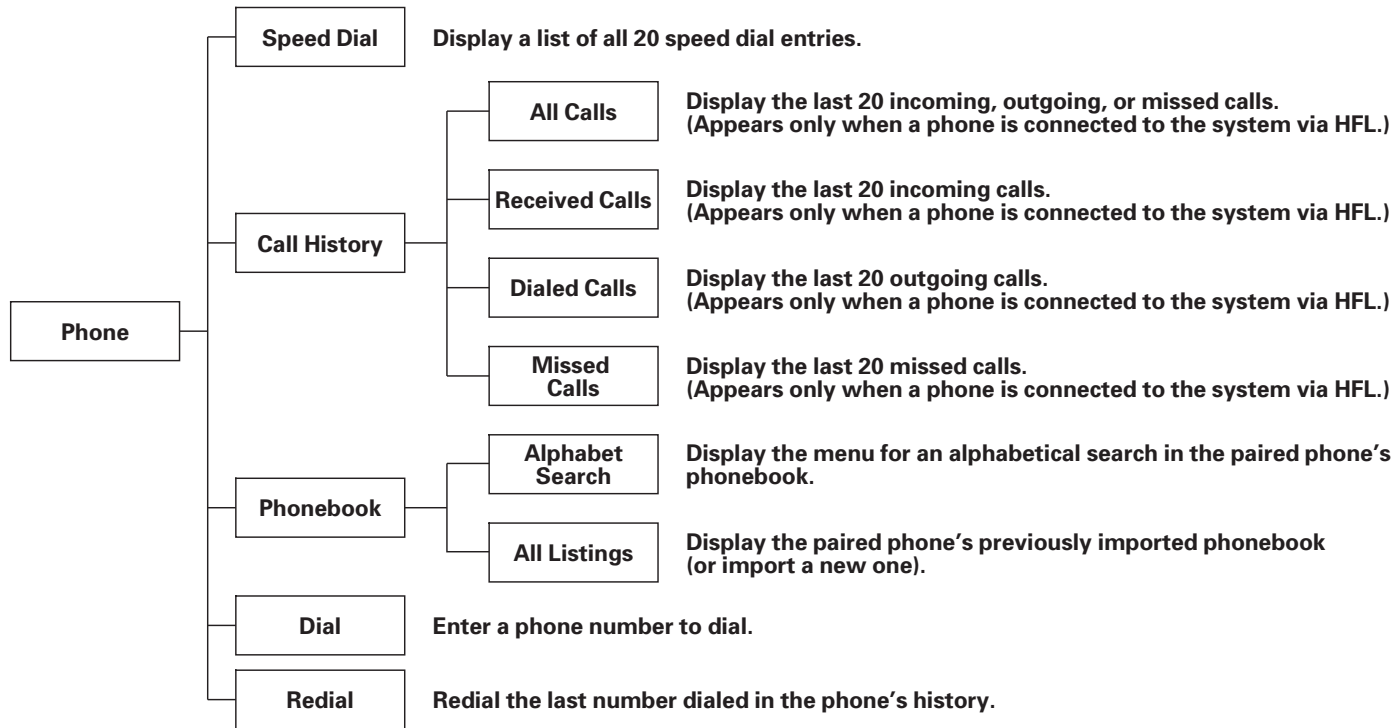 Speed Dial
Display a list of all 20 speed dial entries.
All Calls
Display the last 20 incoming, outgoing, or missed calls.
(Appears only when a phone is connected to the system via HFL.)
Received Calls
Display the last 20 incoming calls.
(Appears only when a phone is connected to the system via HFL.)
Call History
Dialed Calls
Display the last 20 outgoing calls.
(Appears only when a phone is connected to the system via HFL.)
Phone
Missed
Calls
Display the last 20 missed calls.
(Appears only when a phone is connected to the system via HFL.)
Alphabet
Search
Display the menu for an alphabetical search in the paired phone's
phonebook.
Phonebook
All Listings
Display the paired phone's previously imported phonebook
(or import a new one).
Dial
Enter a phone number to dial.
Redial
Redial the last number dialed in the phone's history.